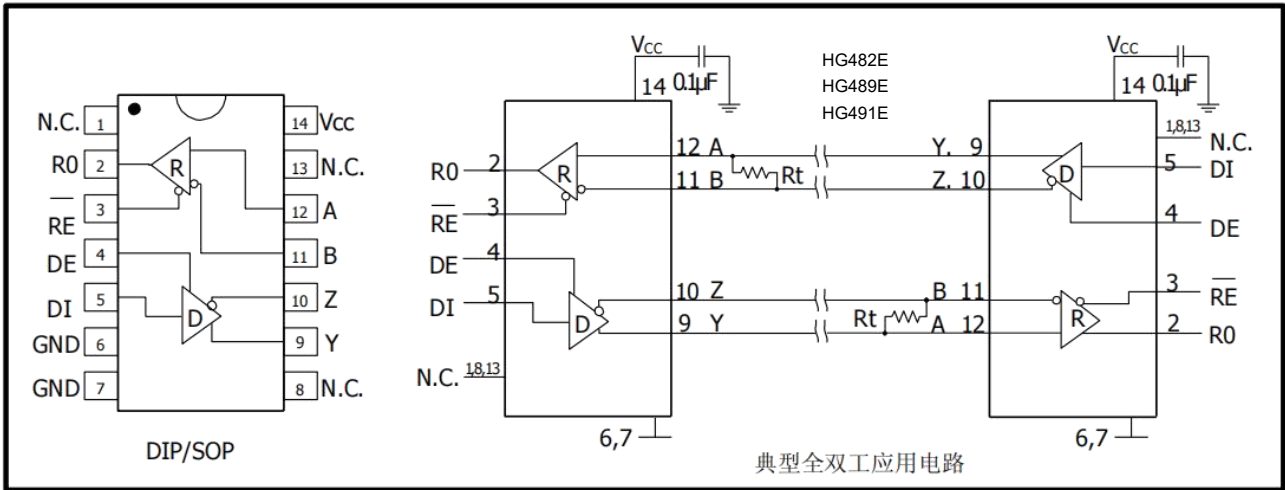 N.C. 1
R0 2
RE 3
DE 4
DI 5
GND 6
GND 7
14 Vcc
13 N.C.
12 A
11 B
10 Z
9 Y
8 N.C.
R
D
DIP/SOP
VCC
14 0.1µF
R0 2
RE 3
DE 4
DI 5
N.C. 1,8,13
R
D
12 A
11 B
Rt
10 Z
9 Y
6,7
HG482E
HG489E
HG491E
VCC
14 0.1µF
Y. 9
Z. 10
B 11
Rt
A 12
D
R
1,8,13 N.C.
5 DI
4 DE
3 RE
2 R0
6,7
典型全双工应用电路